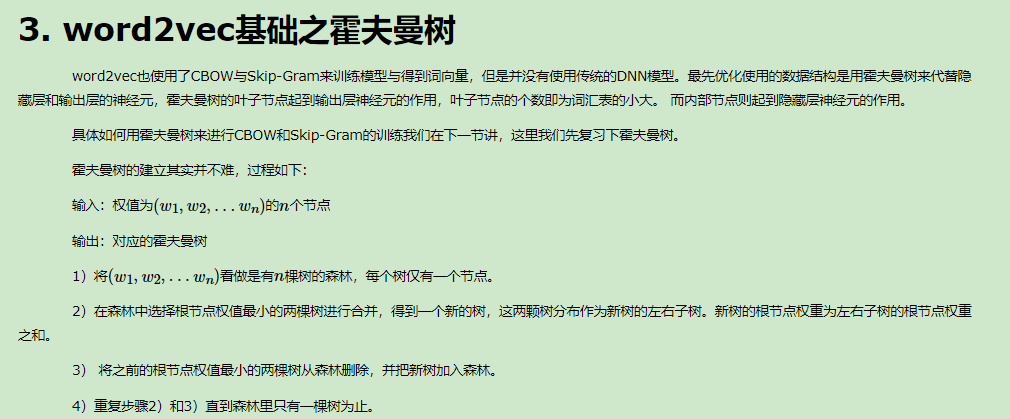 3. word2vec基础之霍夫曼树
word2vec也使用了CBOW与Skip-Gram来训练模型与得到词向量，但是并没有使用传统的DNN模型。最先优化使用的数据结构是用霍夫曼树来代替隐
藏层和输出层的神经元，霍夫曼树的叶子节点起到输出层神经元的作用，叶子节点的个数即为词汇表的小大。 而内部节点则起到隐藏层神经元的作用。
具体如何用霍夫曼树来进行CBOW和Skip-Gram的训练我们在下一节讲，这里我们先复习下霍夫曼树。
霍夫曼树的建立其实并不难，过程如下：
输入：权值为(w₁, w₂, ... wₙ)的n个节点
输出：对应的霍夫曼树
1）将(w₁, w₂, ... wₙ)看做是有n棵树的森林，每个树仅有一个节点。
2）在森林中选择根节点权值最小的两棵树进行合并，得到一个新的树，这两颗树分布作为新树的左右子树。新树的根节点权重为左右子树的根节点权重
之和。
3） 将之前的根节点权值最小的两棵树从森林删除，并把新树加入森林。
4）重复步骤2）和3）直到森林里只有一棵树为止。